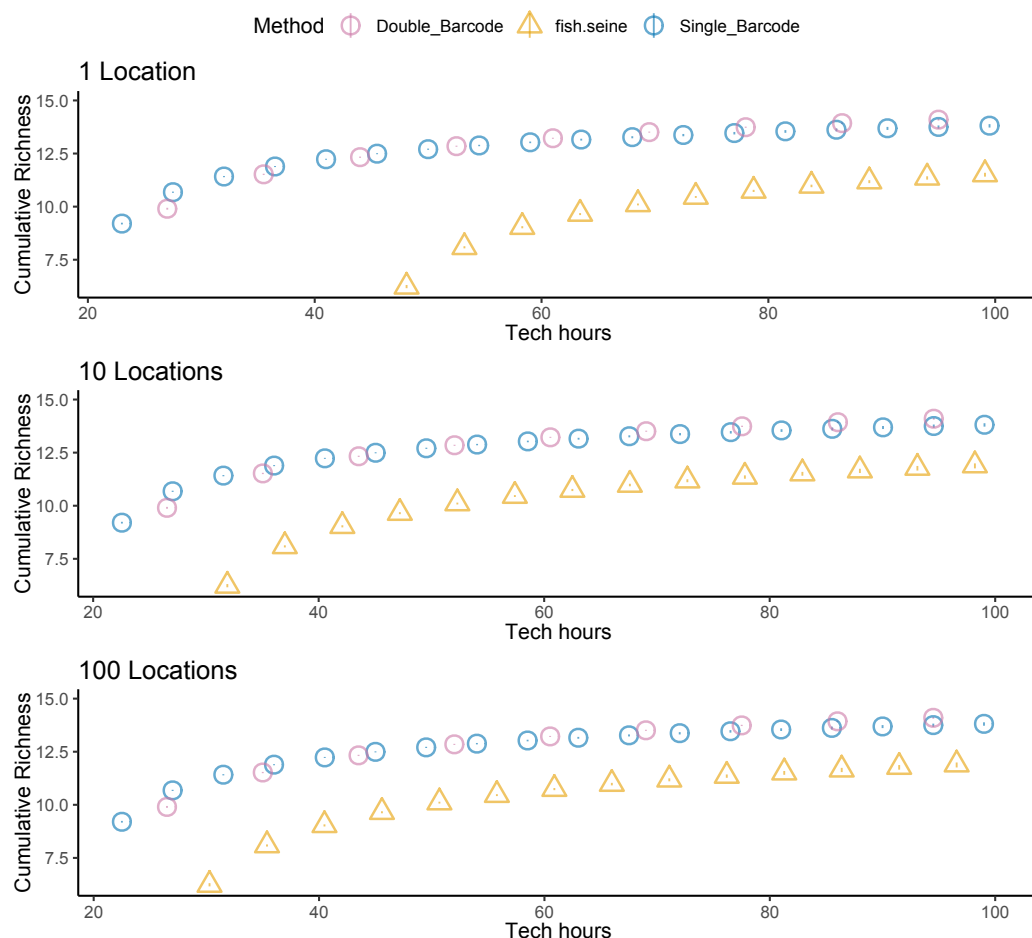 Method Double_Barcode fish.seine Single_Barcode
1 Location
Cumulative Richness
15.0
12.5
10.0
7.5
20 40 60 80 100
Tech hours
10 Locations
Cumulative Richness
15.0
12.5
10.0
7.5
20 40 60 80 100
Tech hours
100 Locations
Cumulative Richness
15.0
12.5
10.0
7.5
20 40 60 80 100
Tech hours